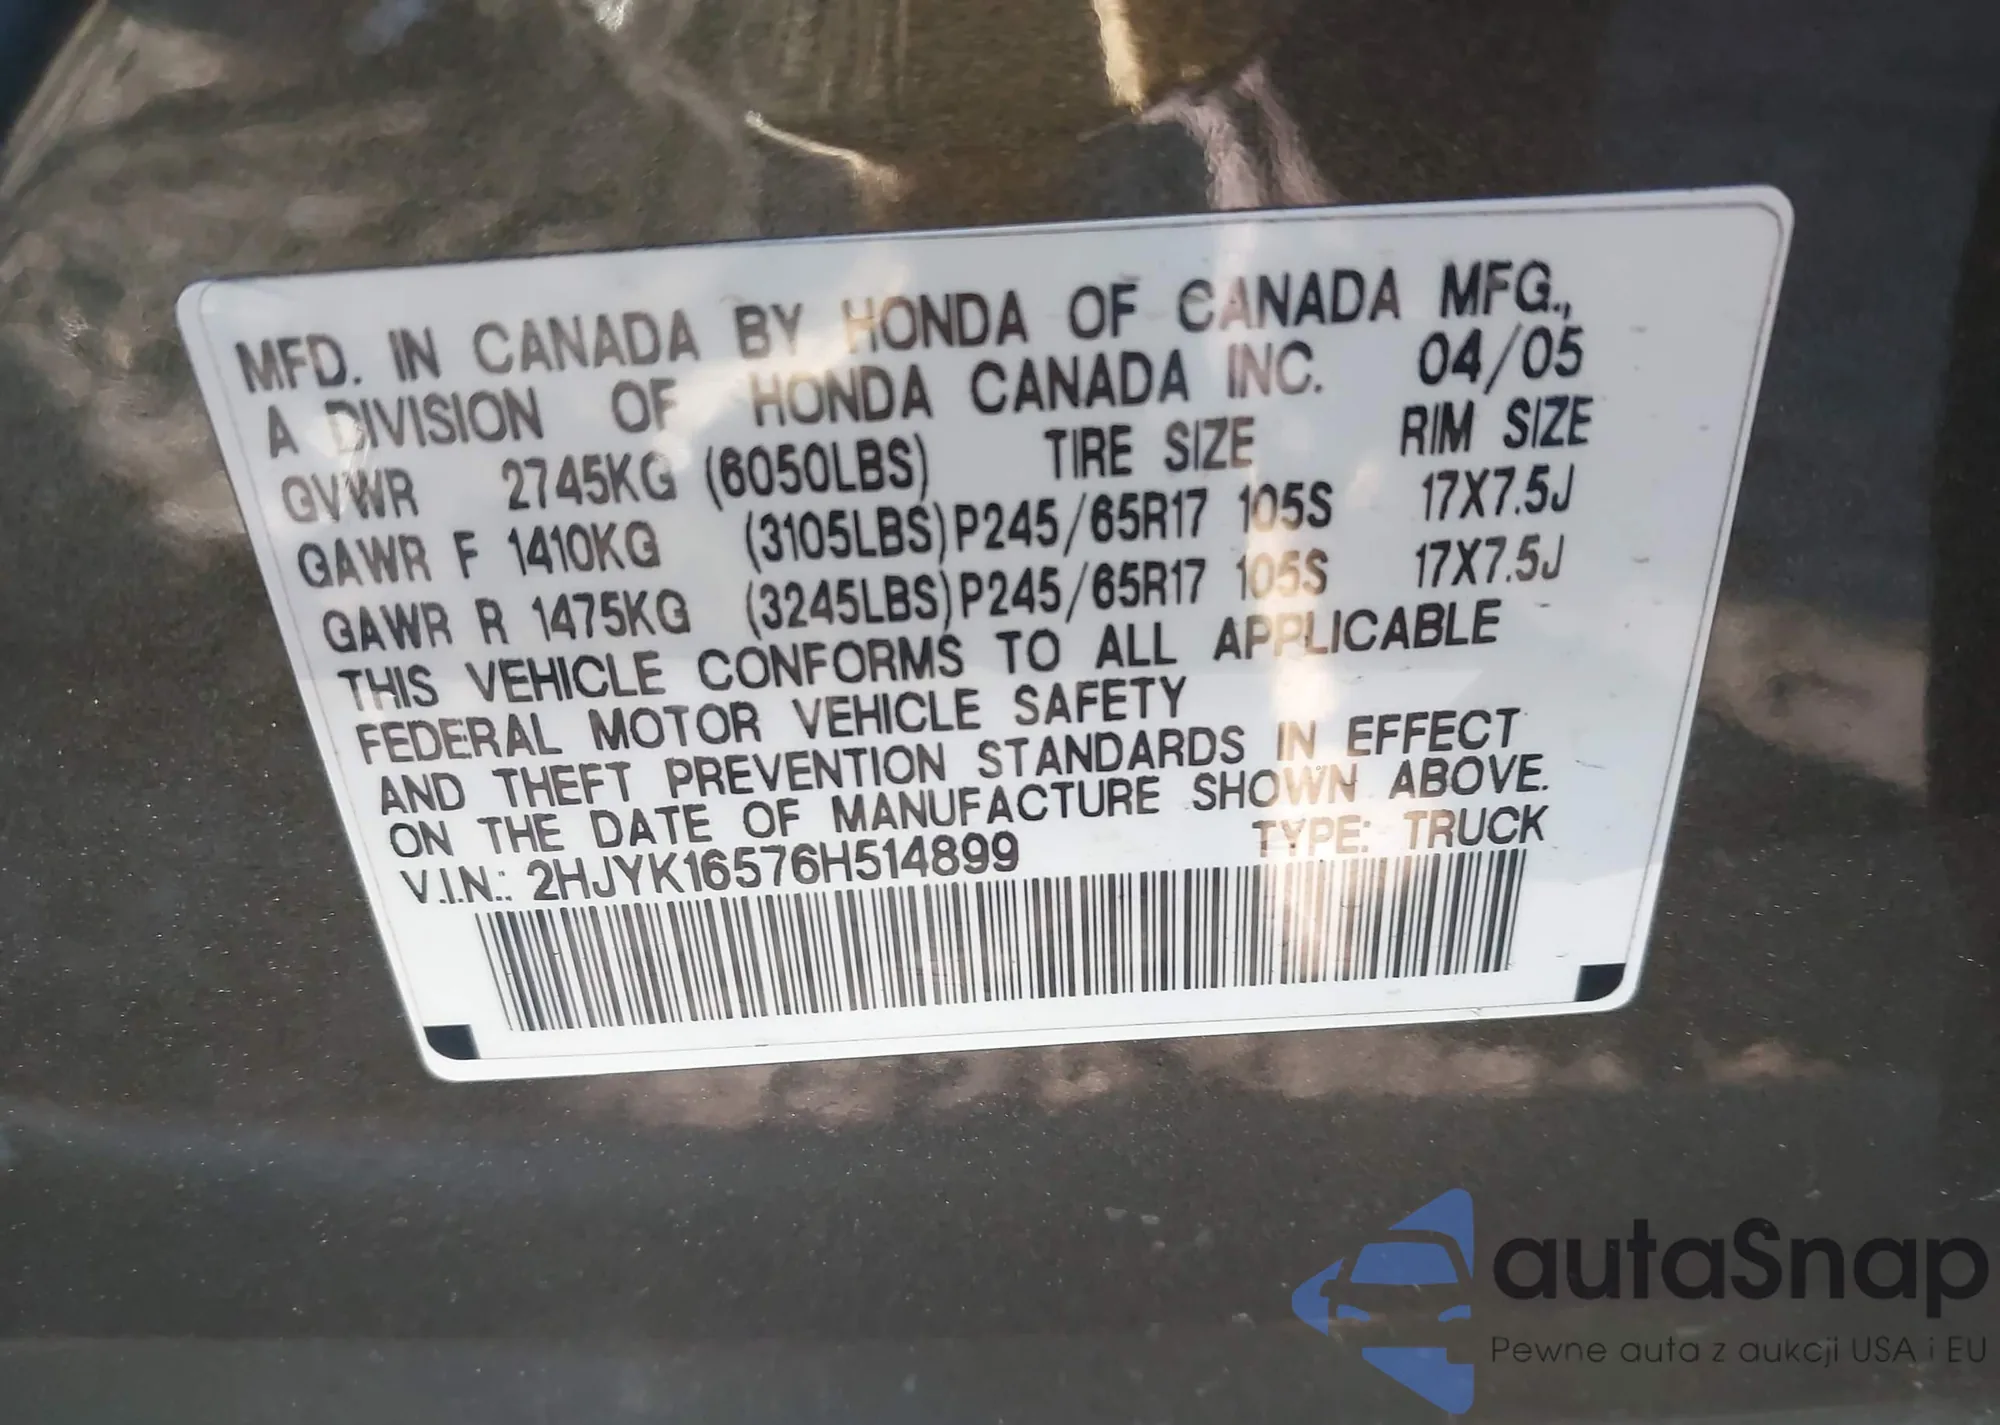 MFD. IN CANADA BY HONDA OF CANADA MFG.,
A DIVISION OF HONDA CANADA INC. 04/05
GVWR 2745KG (6050LBS) TIRE SIZE RIM SIZE
GAWR F 1410KG (3105LBS) P245/65R17 105S 17X7.5J
GAWR R 1475KG (3245LBS) P245/65R17 105S 17X7.5J
THIS VEHICLE CONFORMS TO ALL APPLICABLE
FEDERAL MOTOR VEHICLE SAFETY
AND THEFT PREVENTION STANDARDS IN EFFECT
ON THE DATE OF MANUFACTURE SHOWN ABOVE.
V.I.N.: 2HJYK16576H514899 TYPE: TRUCK
autaSnap
Pewne auta z aukcji USA i EU